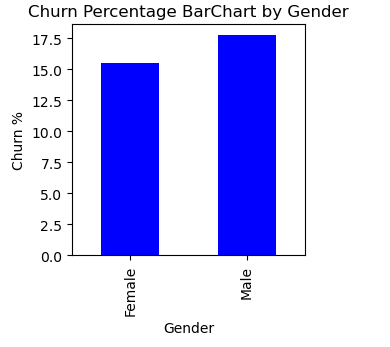 Churn Percentage BarChart by Gender
17.5
15.0
12.5
10.0
7.5
5.0
2.5
0.0
Churn %
Female
Male
Gender